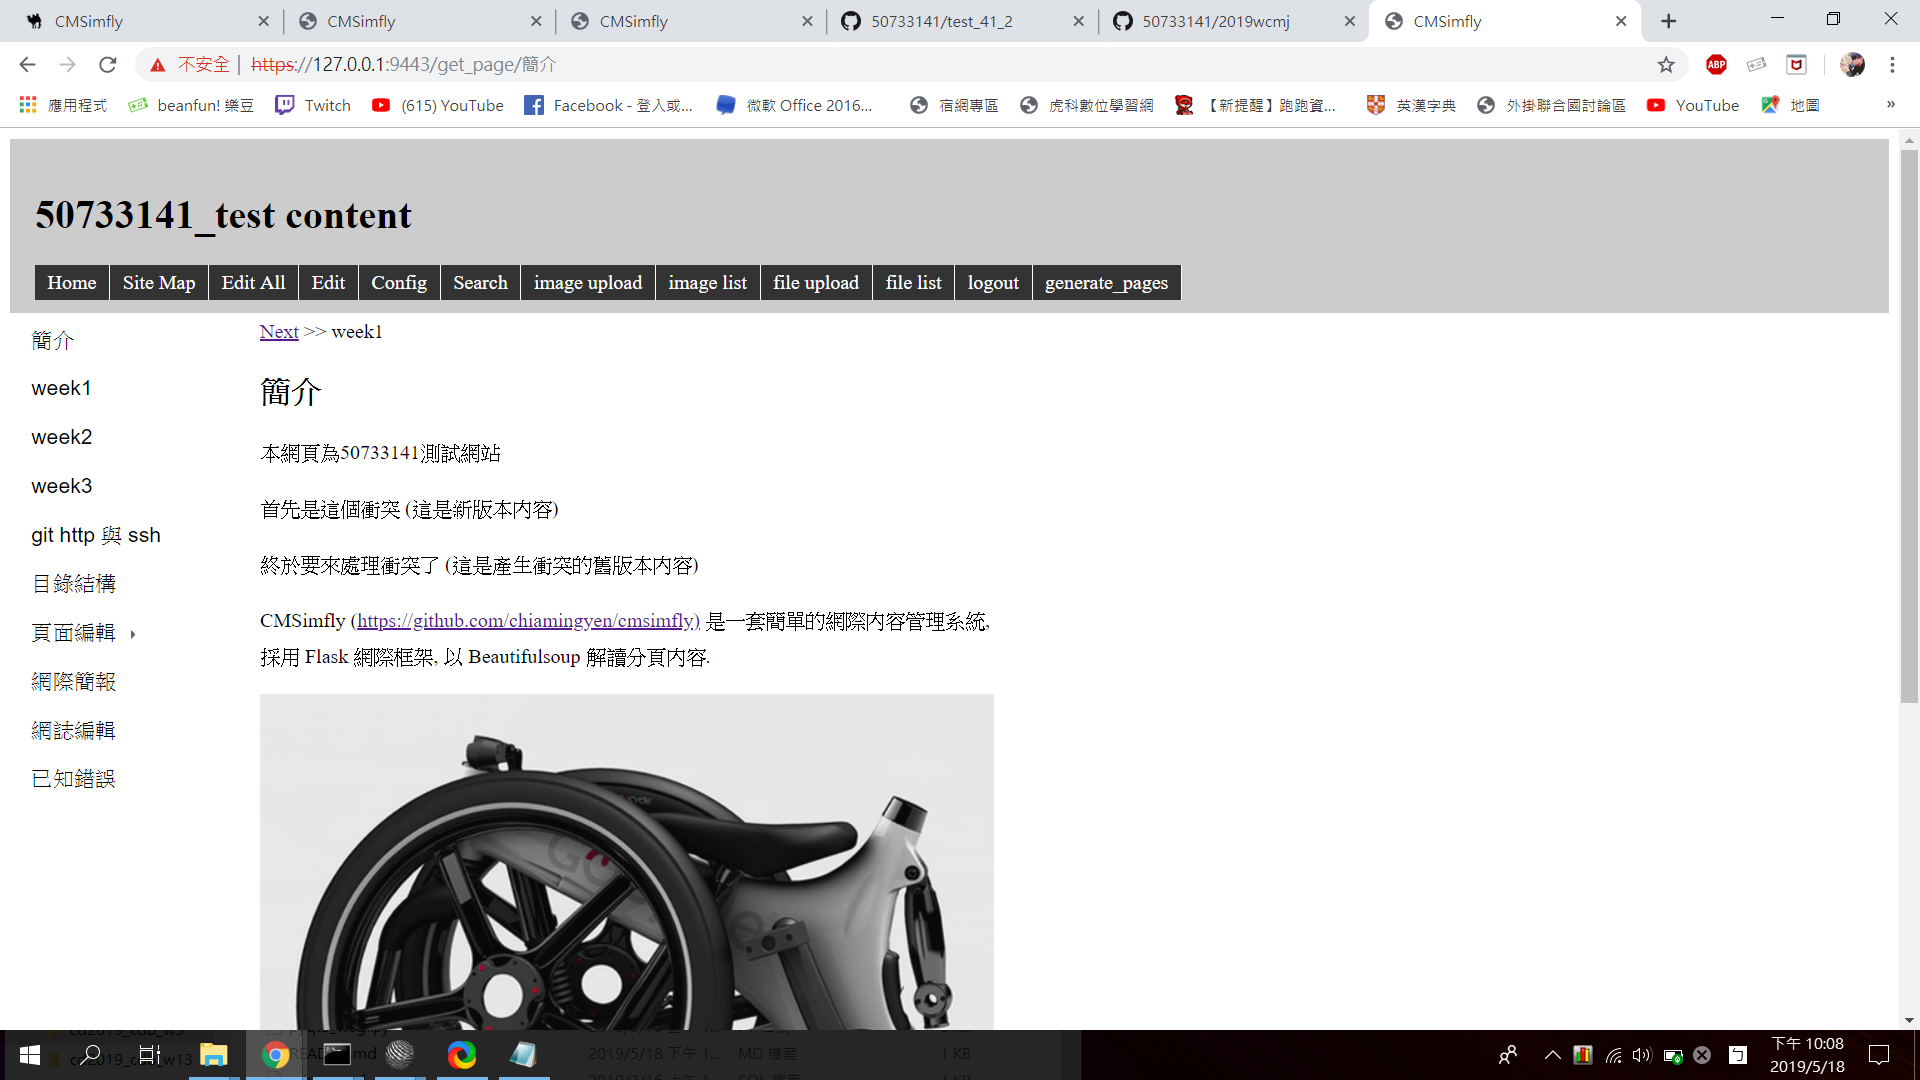 CMSimfly
CMSimfly
CMSimfly
50733141/test_41_2
50733141/2019wcmj
CMSimfly
不安全 | https://127.0.0.1:9443/get_page/簡介
ABP
應用程式
beanfun! 樂豆
Twitch
(615) YouTube
Facebook - 登入或...
微軟 Office 2016...
宿網專區
虎科數位學習網
【新提醒】跑跑資...
英漢字典
外掛聯合國討論區
YouTube
地圖
»
50733141_test content
Home
Site Map
Edit All
Edit
Config
Search
image upload
image list
file upload
file list
logout
generate_pages
簡介
week1
week2
week3
git http 與 ssh
目錄結構
頁面編輯
網際簡報
網誌編輯
已知錯誤
Next >> week1
簡介
本網頁為50733141測試網站
首先是這個衝突 (這是新版本內容)
終於要來處理衝突了 (這是產生衝突的舊版本內容)
CMSimfly (https://github.com/chiamingyen/cmsimfly) 是一套簡單的網際內容管理系統,
採用 Flask 網際框架, 以 Beautifulsoup 解讀分頁內容.
2019/5/18 下午 1...
MD 檔案
1 KB
下午 10:08
2019/5/18